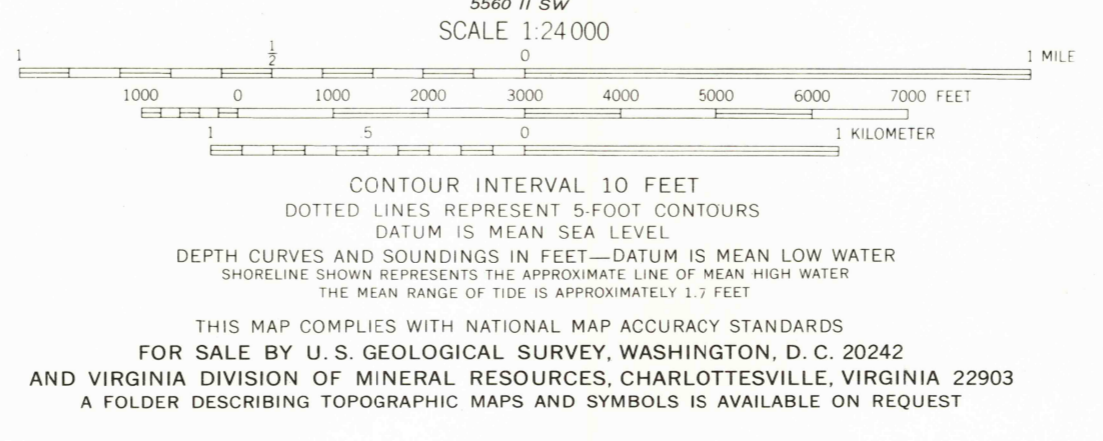 5560 II SW
SCALE 1:24 000
1 1/2 0 1 MILE
1000 0 1000 2000 3000 4000 5000 6000 7000 FEET
1 .5 0 1 KILOMETER
CONTOUR INTERVAL 10 FEET
DOTTED LINES REPRESENT 5-FOOT CONTOURS
DATUM IS MEAN SEA LEVEL
DEPTH CURVES AND SOUNDINGS IN FEET—DATUM IS MEAN LOW WATER
SHORELINE SHOWN REPRESENTS THE APPROXIMATE LINE OF MEAN HIGH WATER
THE MEAN RANGE OF TIDE IS APPROXIMATELY 1.7 FEET
THIS MAP COMPLIES WITH NATIONAL MAP ACCURACY STANDARDS
FOR SALE BY U. S. GEOLOGICAL SURVEY, WASHINGTON, D. C. 20242
AND VIRGINIA DIVISION OF MINERAL RESOURCES, CHARLOTTESVILLE, VIRGINIA 22903
A FOLDER DESCRIBING TOPOGRAPHIC MAPS AND SYMBOLS IS AVAILABLE ON REQUEST